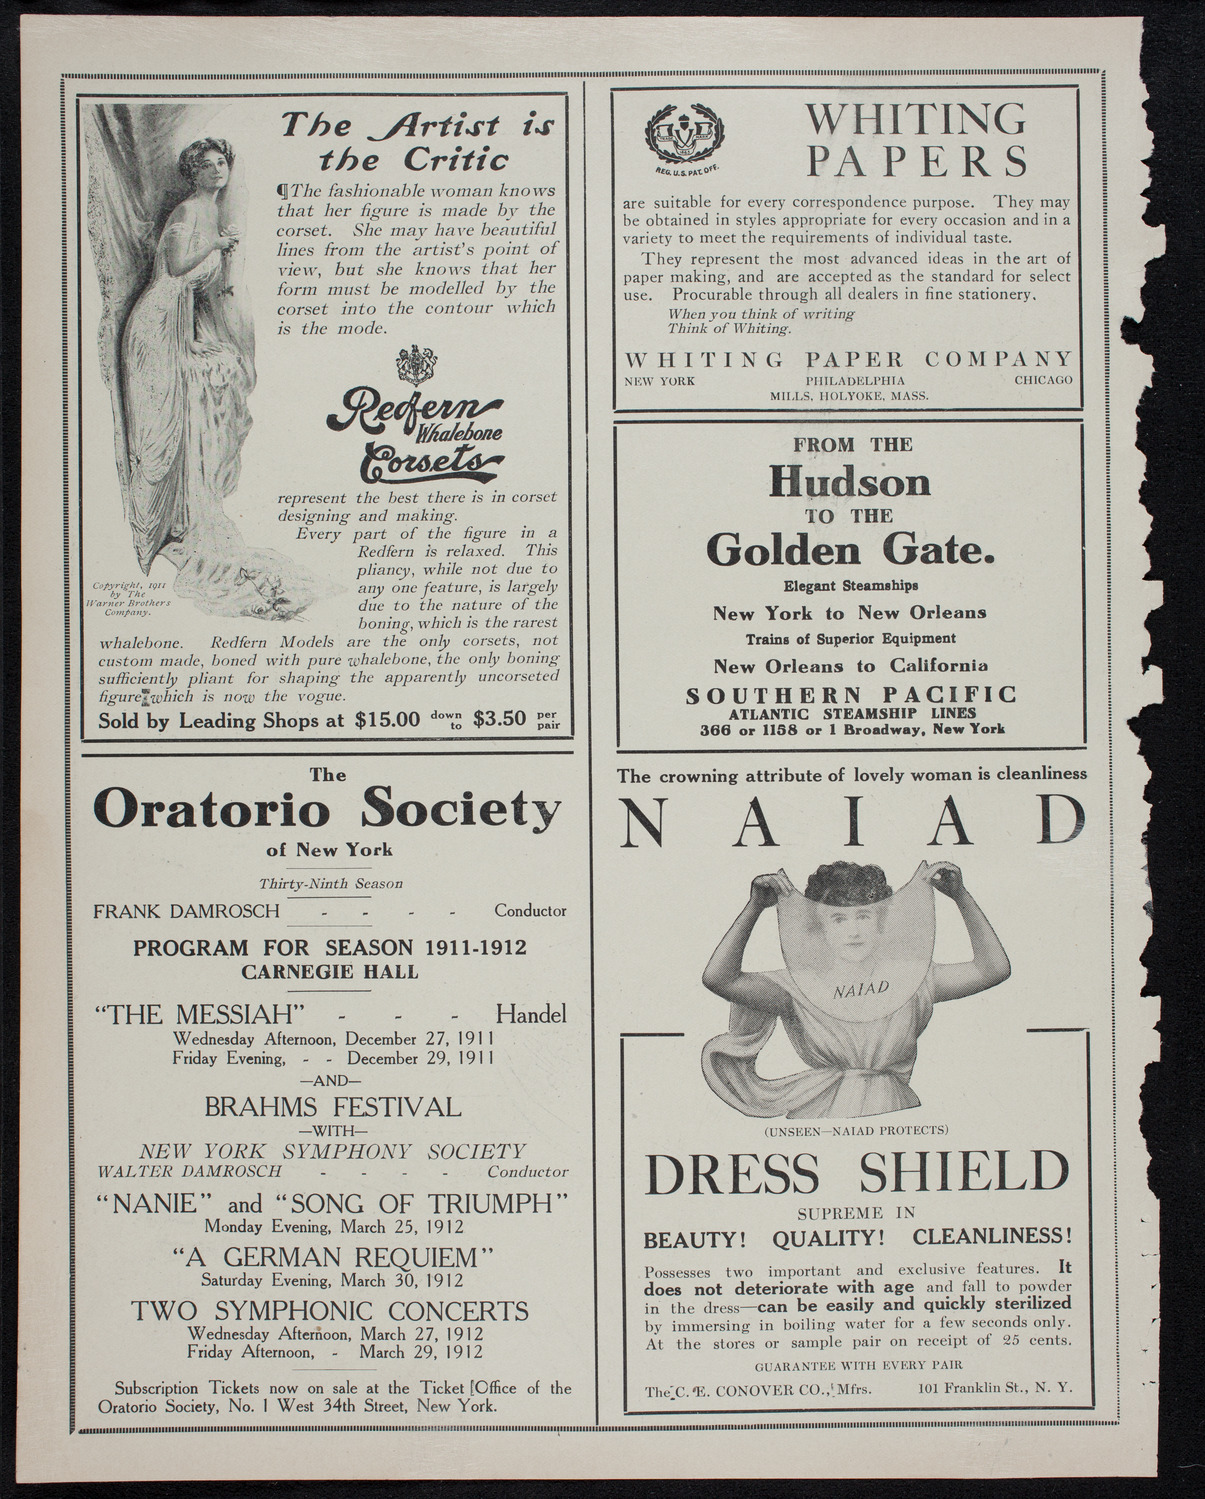 The Artist is
the Critic
¶The fashionable woman knows
that her figure is made by the
corset. She may have beautiful
lines from the artist's point of
view, but she knows that her
form must be modelled by the
corset into the contour which
is the mode.
Redfern
Whalebone
Corsets
represent the best there is in corset
designing and making.
Every part of the figure in a
Redfern is relaxed. This
pliancy, while not due to
any one feature, is largely
due to the nature of the
boning, which is the rarest
Copyright, 1911
by The
Warner Brothers
Company.
whalebone. Redfern Models are the only corsets, not
custom made, boned with pure whalebone, the only boning
sufficiently pliant for shaping the apparently uncorseted
figure which is now the vogue.
Sold by Leading Shops at $15.00 down to $3.50 per pair
The
Oratorio Society
of New York
Thirty-Ninth Season
FRANK DAMROSCH - - - - Conductor
PROGRAM FOR SEASON 1911-1912
CARNEGIE HALL
"THE MESSIAH" - - - Handel
Wednesday Afternoon, December 27, 1911
Friday Evening, - - December 29, 1911
—AND—
BRAHMS FESTIVAL
—WITH—
NEW YORK SYMPHONY SOCIETY
WALTER DAMROSCH - - - - Conductor
"NANIE" and "SONG OF TRIUMPH"
Monday Evening, March 25, 1912
"A GERMAN REQUIEM"
Saturday Evening, March 30, 1912
TWO SYMPHONIC CONCERTS
Wednesday Afternoon, March 27, 1912
Friday Afternoon, - March 29, 1912
Subscription Tickets now on sale at the Ticket Office of the
Oratorio Society, No. 1 West 34th Street, New York.
REG. U.S. PAT. OFF.
WHITING
PAPERS
are suitable for every correspondence purpose. They may
be obtained in styles appropriate for every occasion and in a
variety to meet the requirements of individual taste.
They represent the most advanced ideas in the art of
paper making, and are accepted as the standard for select
use. Procurable through all dealers in fine stationery.
When you think of writing
Think of Whiting.
WHITING PAPER COMPANY
NEW YORK PHILADELPHIA CHICAGO
MILLS, HOLYOKE, MASS.
FROM THE
Hudson
TO THE
Golden Gate.
Elegant Steamships
New York to New Orleans
Trains of Superior Equipment
New Orleans to California
SOUTHERN PACIFIC
ATLANTIC STEAMSHIP LINES
366 or 1158 or 1 Broadway, New York
The crowning attribute of lovely woman is cleanliness
NAIAD
NAIAD
(UNSEEN—NAIAD PROTECTS)
DRESS SHIELD
SUPREME IN
BEAUTY! QUALITY! CLEANLINESS!
Possesses two important and exclusive features. It
does not deteriorate with age and fall to powder
in the dress—can be easily and quickly sterilized
by immersing in boiling water for a few seconds only.
At the stores or sample pair on receipt of 25 cents.
GUARANTEE WITH EVERY PAIR
The C. E. CONOVER CO., Mfrs. 101 Franklin St., N. Y.